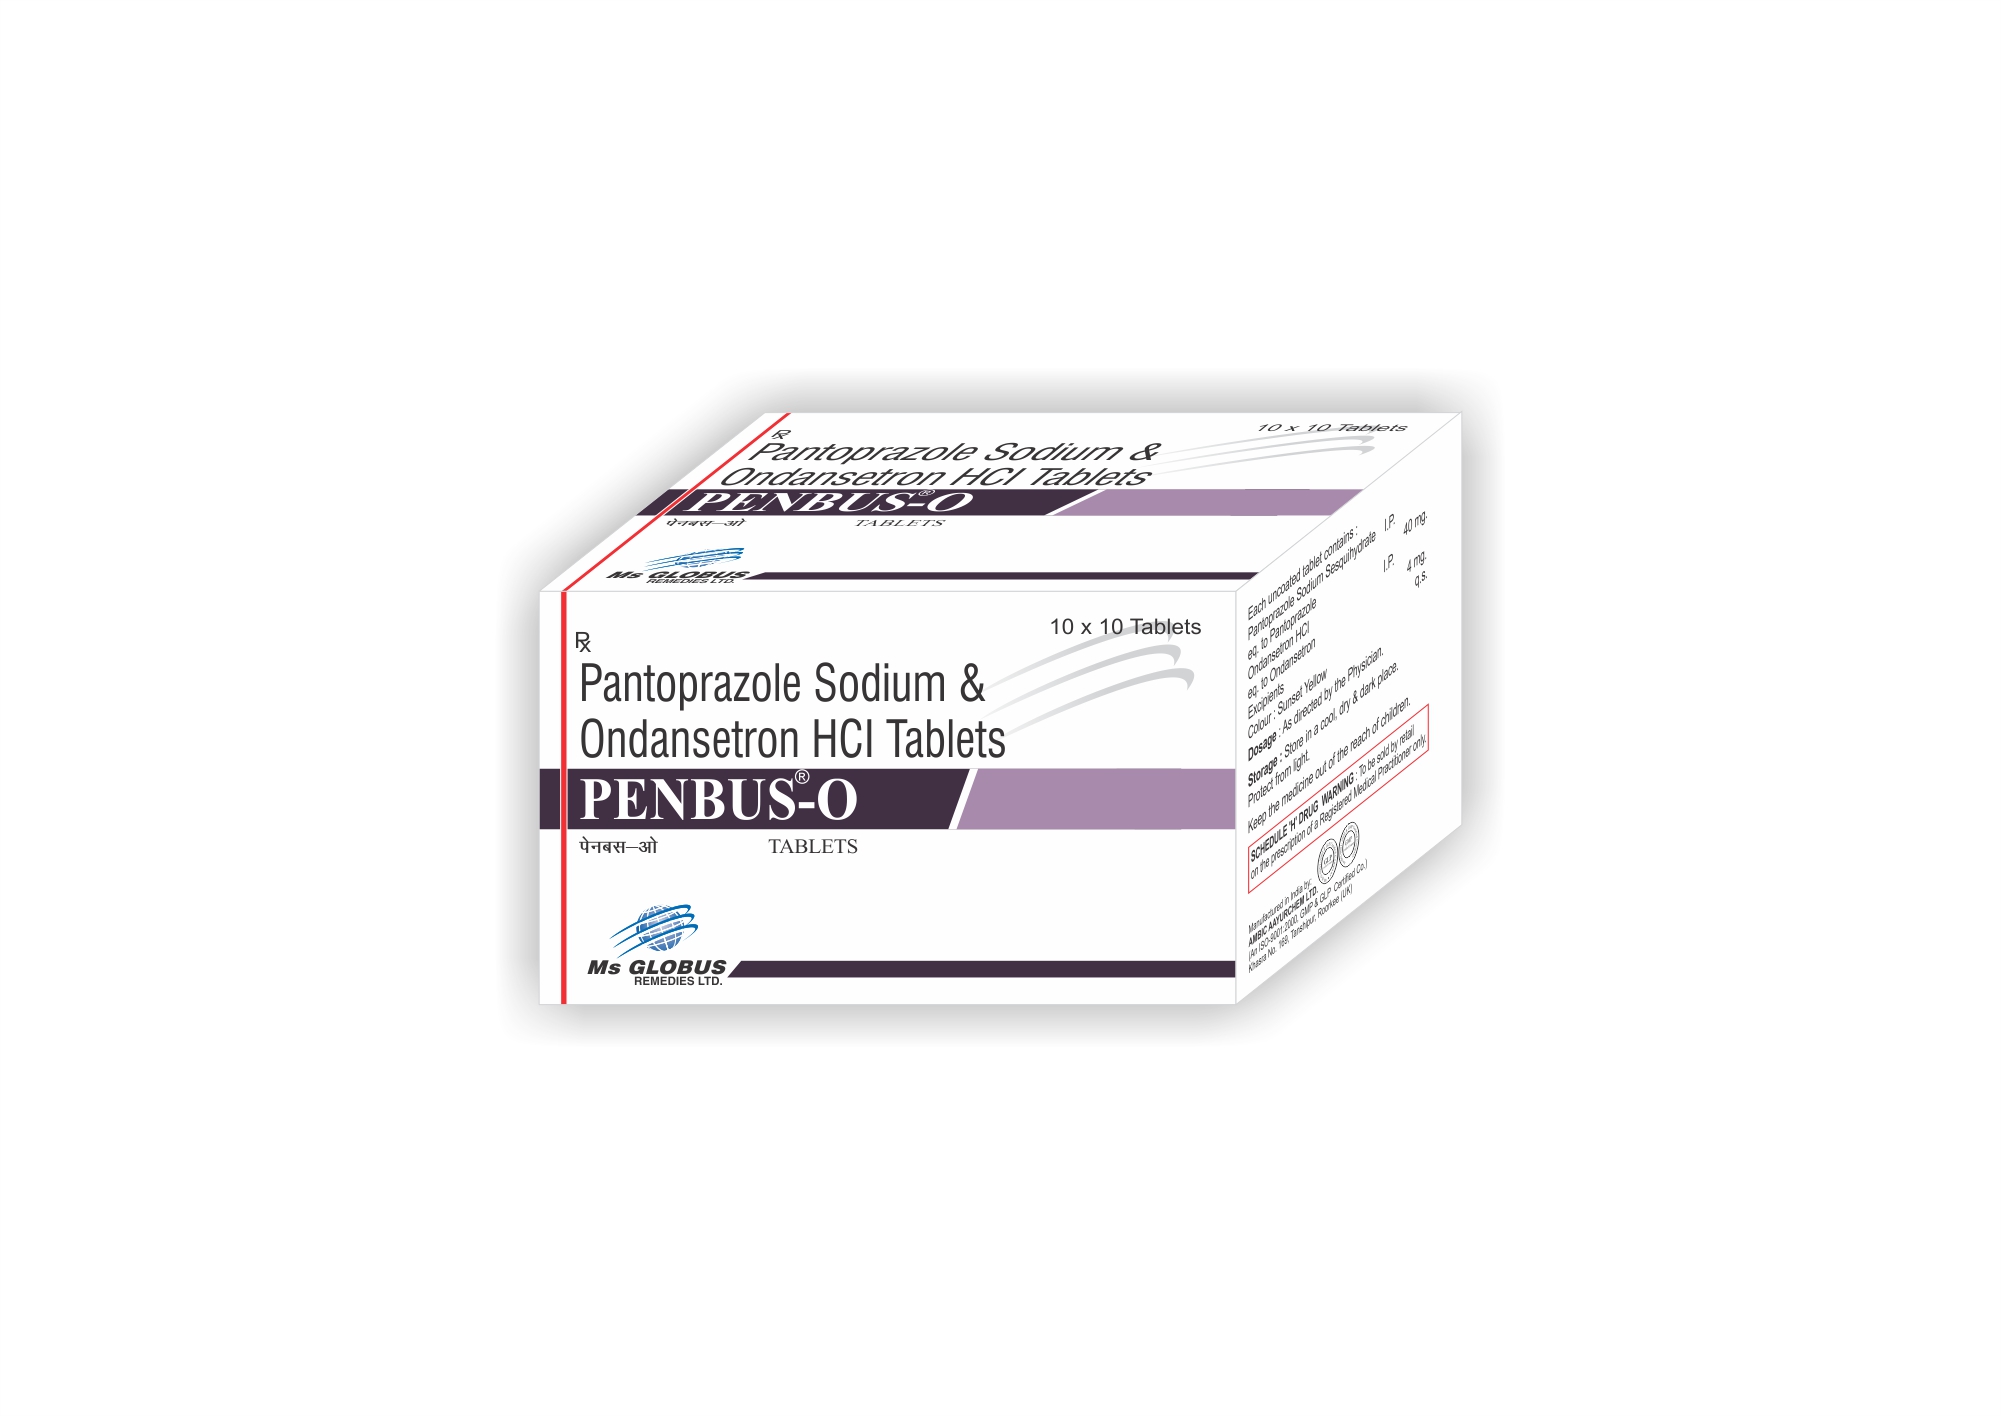 ℞
10 x 10 Tablets
Pantoprazole Sodium &
Ondansetron HCl Tablets
PENBUS®-O
पेनबस–ओ TABLETS
Ms GLOBUS
REMEDIES LTD.
℞
10 x 10 Tablets
Pantoprazole Sodium &
Ondansetron HCl Tablets
PENBUS®-O
पेनबस–ओ TABLETS
Ms GLOBUS
REMEDIES LTD.
Each uncoated tablet contains :
Pantoprazole Sodium Sesquihydrate I.P.
eq. to Pantoprazole 40 mg.
Ondansetron HCl I.P.
eq. to Ondansetron 4 mg.
Excipients q.s.
Colour : Sunset Yellow
Dosage : As directed by the Physician.
Storage : Store in a cool, dry & dark place.
Protect from light.
Keep the medicine out of the reach of children.
SCHEDULE 'H' DRUG WARNING : To be sold by retail
on the prescription of a Registered Medical Practitioner only.
Manufactured in India by:
AMBIC AAYURCHEM LTD.
(An ISO-9001:2000, GMP & GLP Certified Co.)
Khasra No. 169, Tanshipur, Roorkee (UK)